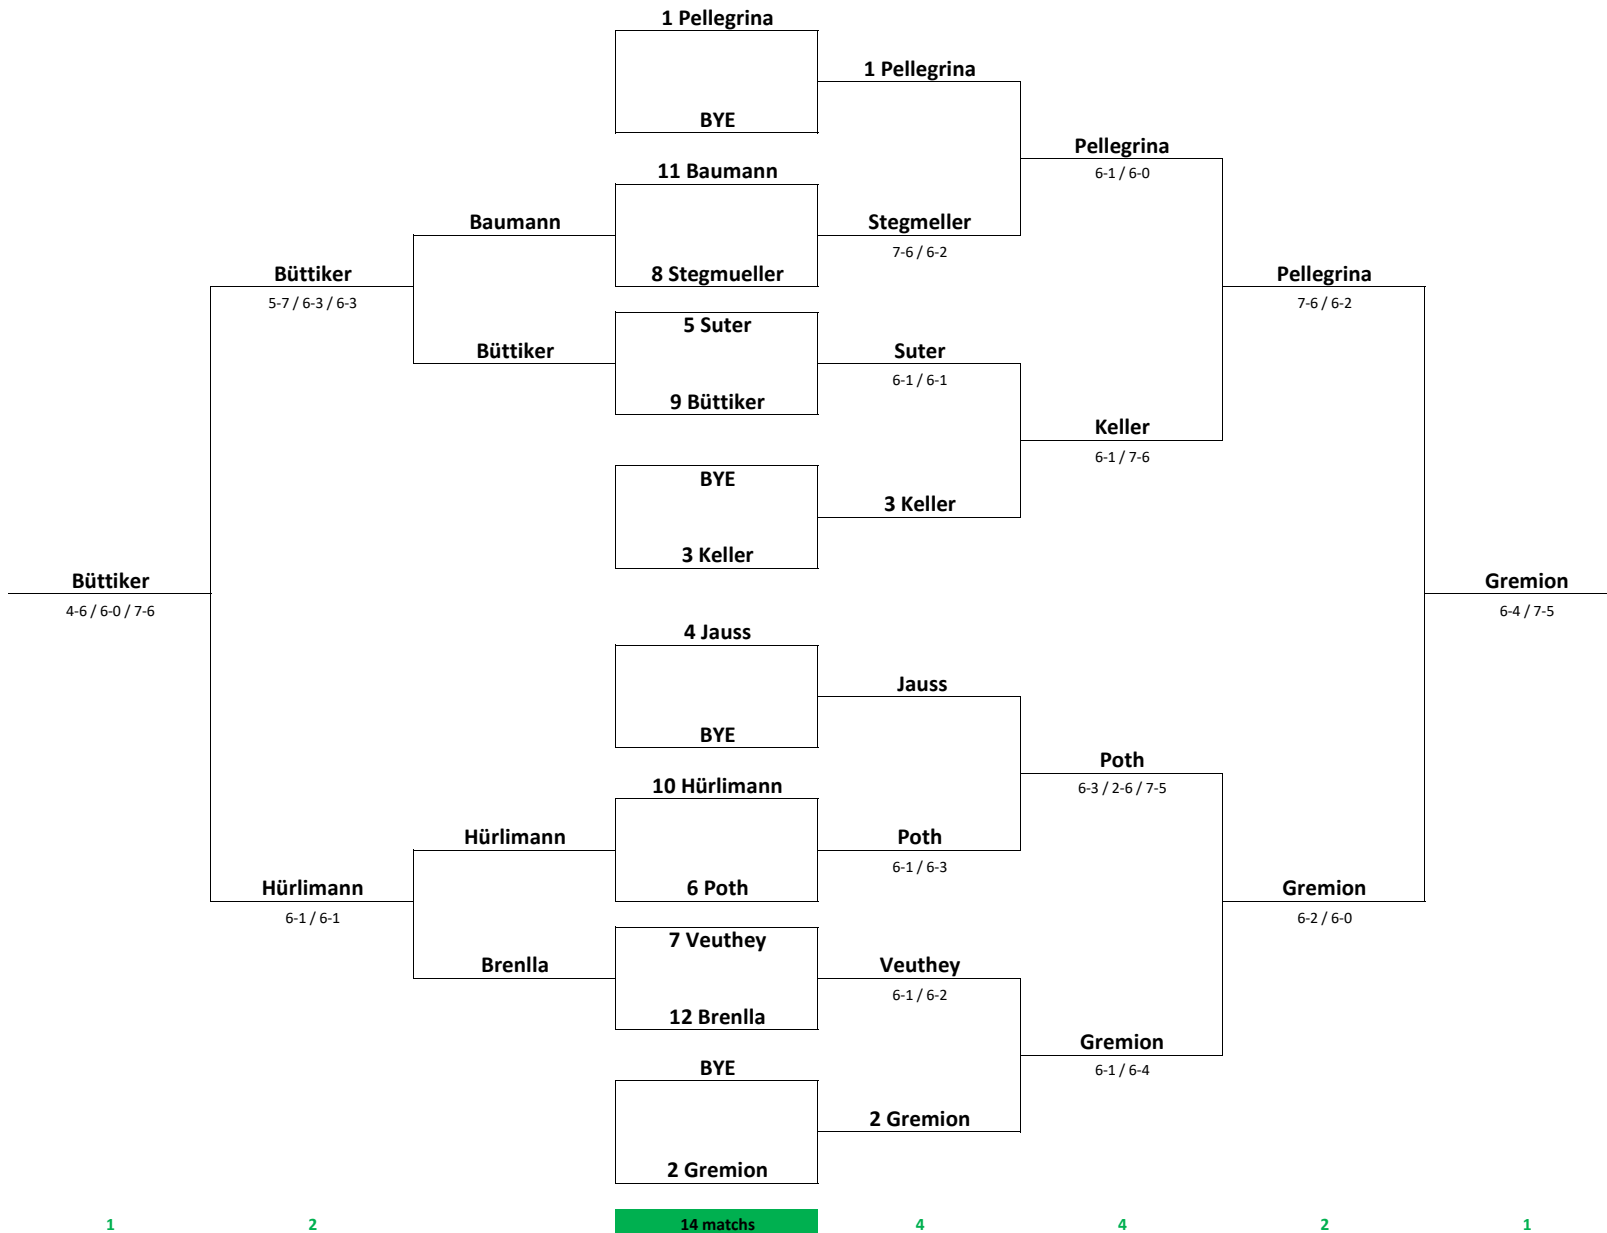 1 Pellegrina
1 Pellegrina
BYE
Pellegrina
6-1 / 6-0
11 Baumann
Baumann
Stegmeller
7-6 / 6-2
Büttiker
8 Stegmueller
Pellegrina
5-7 / 6-3 / 6-3
7-6 / 6-2
5 Suter
Büttiker
Suter
6-1 / 6-1
9 Büttiker
Keller
6-1 / 7-6
BYE
3 Keller
3 Keller
Büttiker
Gremion
4-6 / 6-0 / 7-6
6-4 / 7-5
4 Jauss
Jauss
BYE
Poth
6-3 / 2-6 / 7-5
10 Hürlimann
Hürlimann
Poth
6-1 / 6-3
Hürlimann
6 Poth
Gremion
6-1 / 6-1
6-2 / 6-0
7 Veuthey
Brenlla
Veuthey
6-1 / 6-2
12 Brenlla
Gremion
6-1 / 6-4
BYE
2 Gremion
2 Gremion
1 2 14 matchs 4 4 2 1